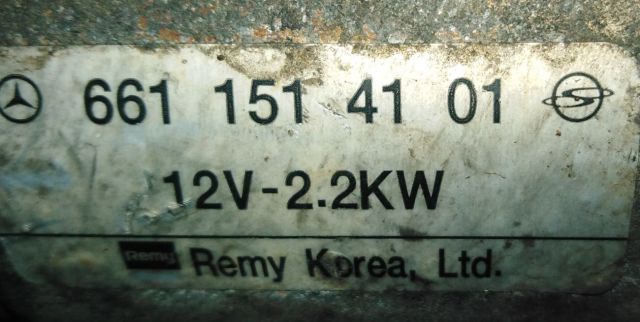 661 151 41 01
12V-2.2KW
Remy Remy Korea, Ltd.